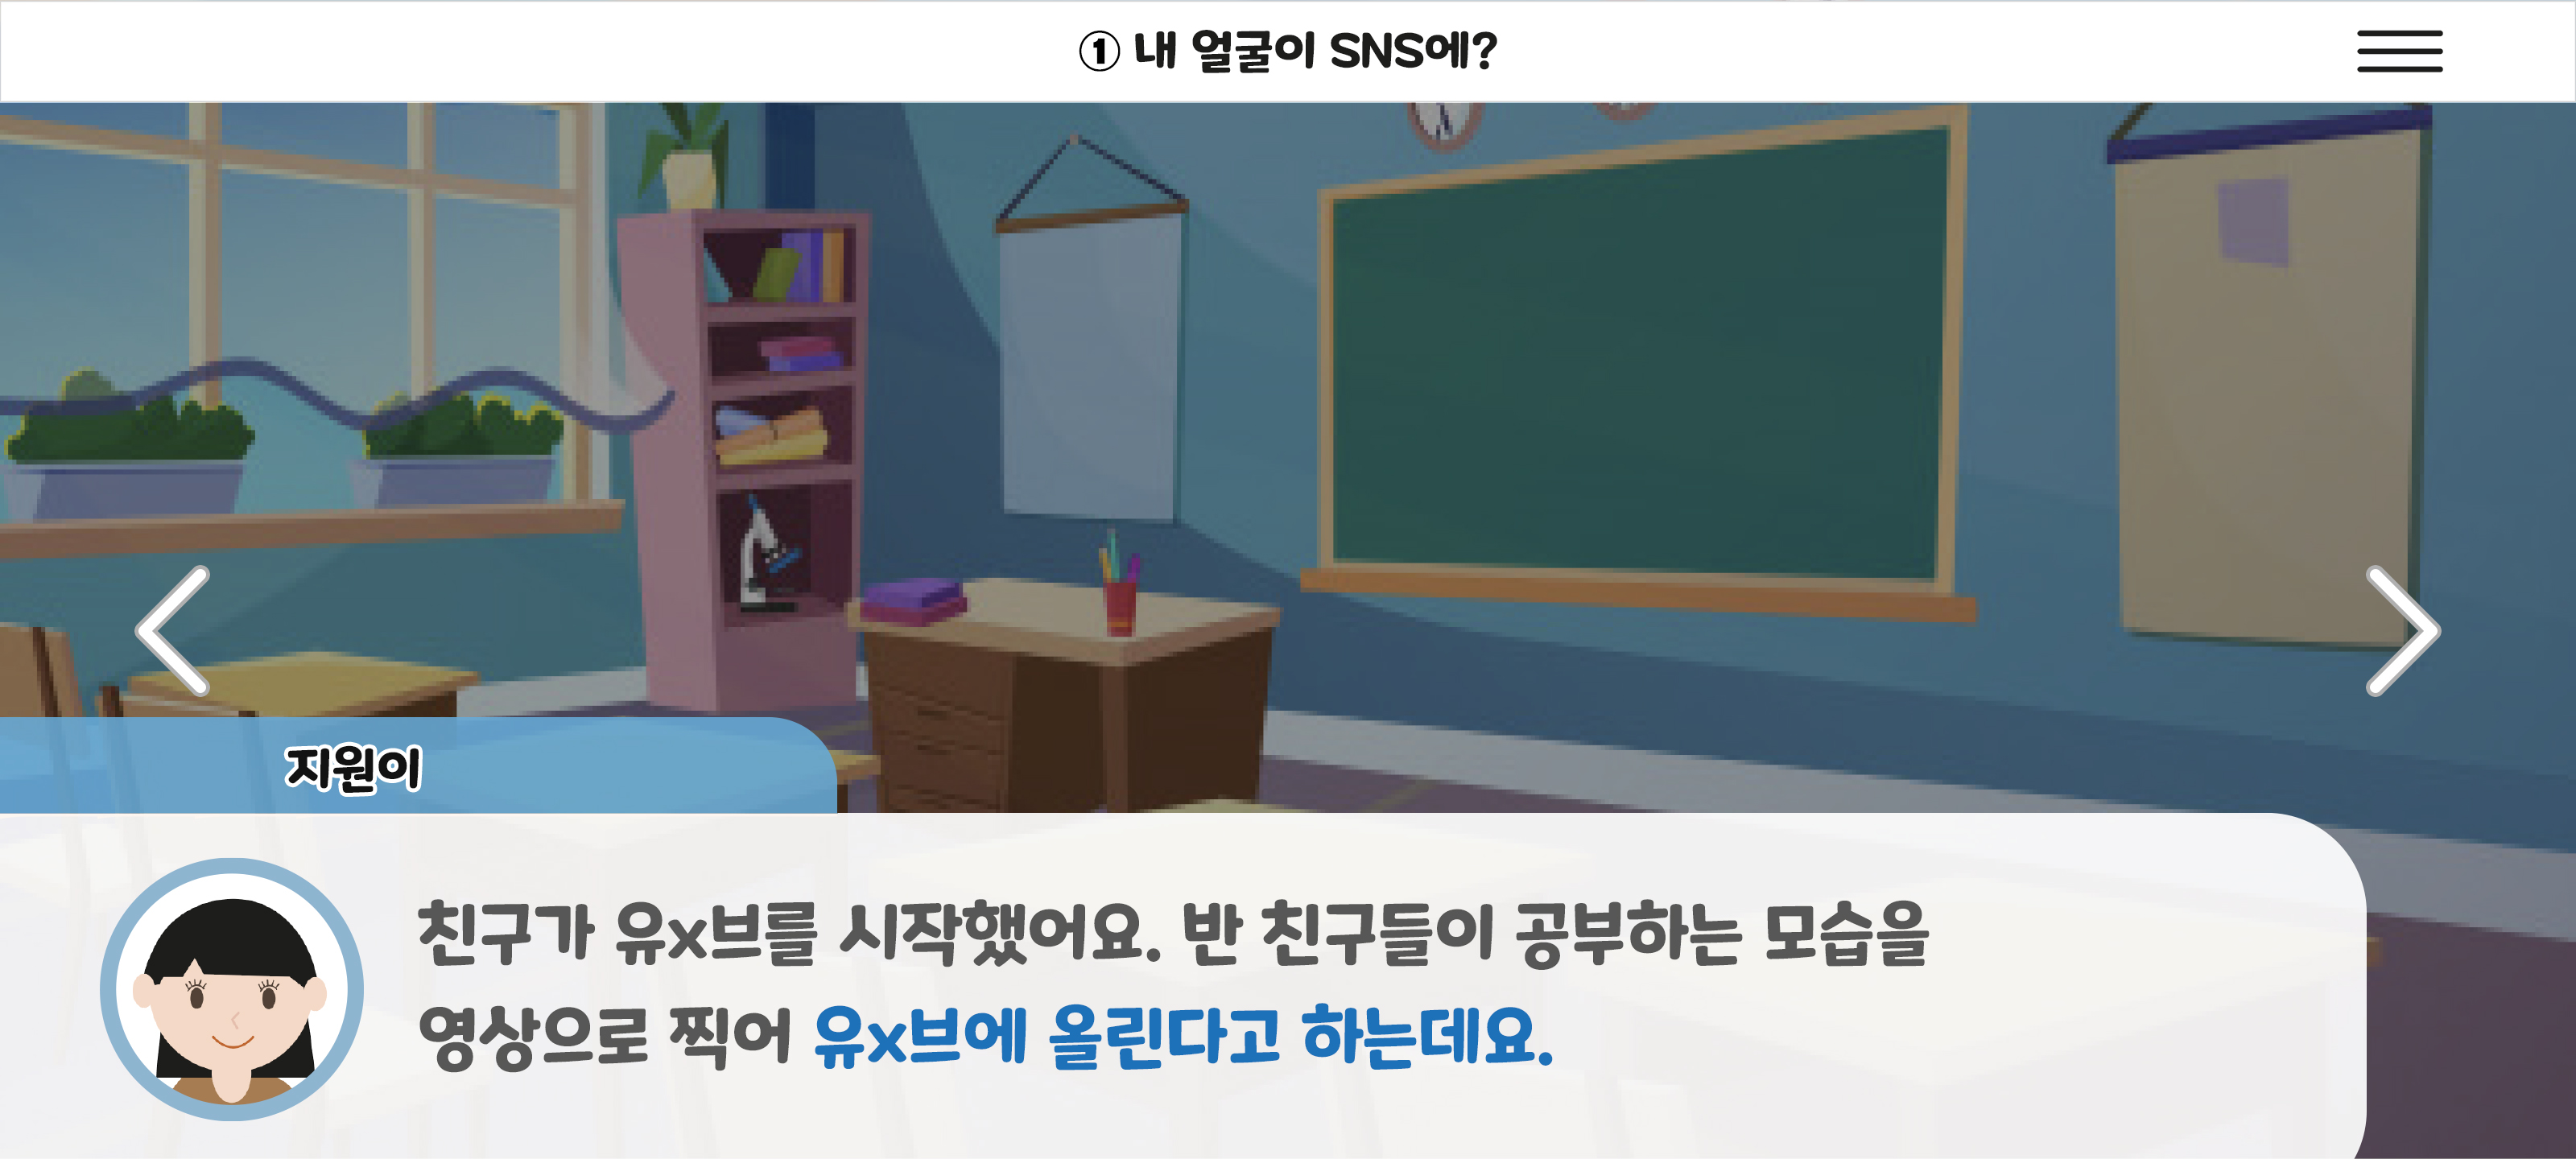 ① 내 얼굴이 SNS에?
지원이
친구가 유x브를 시작했어요. 반 친구들이 공부하는 모습을
영상으로 찍어 유x브에 올린다고 하는데요.